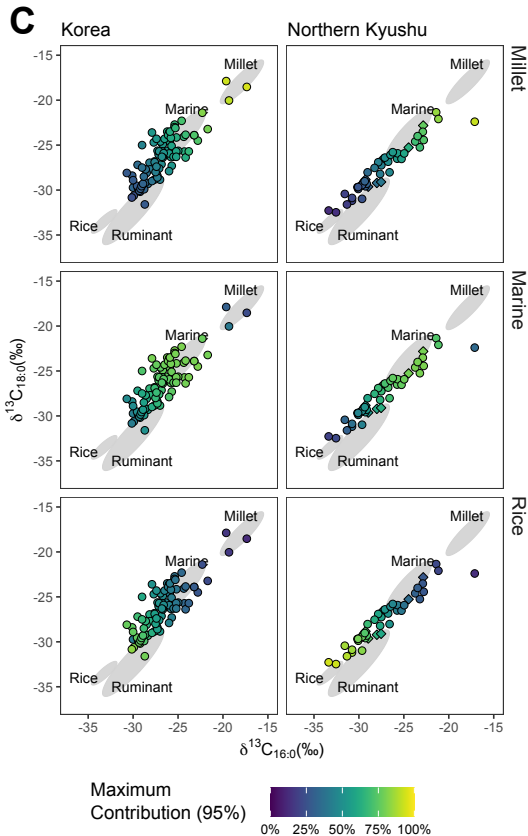 C
Korea
Northern Kyushu
-15
-20
-25
-30
-35
Millet
Marine
Rice
Ruminant
Millet
Marine
Rice
Ruminant
Millet
-15
-20
-25
-30
-35
Millet
Marine
Rice
Ruminant
Millet
Marine
Rice
Ruminant
Marine
δ¹³C₁₈:₀(‰)
-15
-20
-25
-30
-35
Millet
Marine
Rice
Ruminant
Millet
Marine
Rice
Ruminant
Rice
-35 -30 -25 -20 -15
-35 -30 -25 -20 -15
δ¹³C₁₆:₀(‰)
Maximum
Contribution (95%)
0% 25% 50% 75% 100%